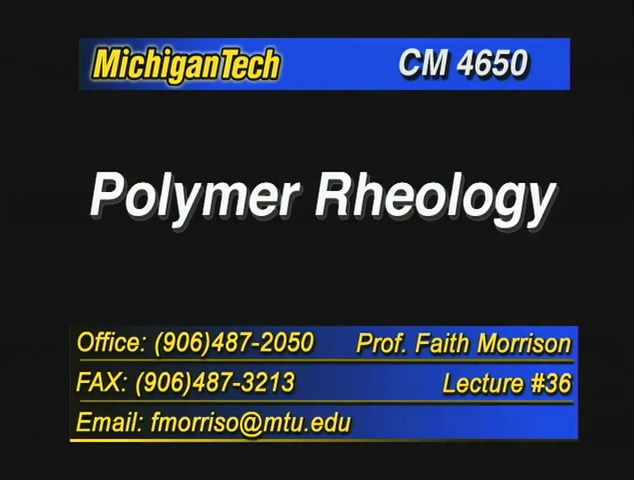 MichiganTech CM 4650
Polymer Rheology
Office: (906)487-2050 Prof. Faith Morrison
FAX: (906)487-3213 Lecture #36
Email: fmorriso@mtu.edu